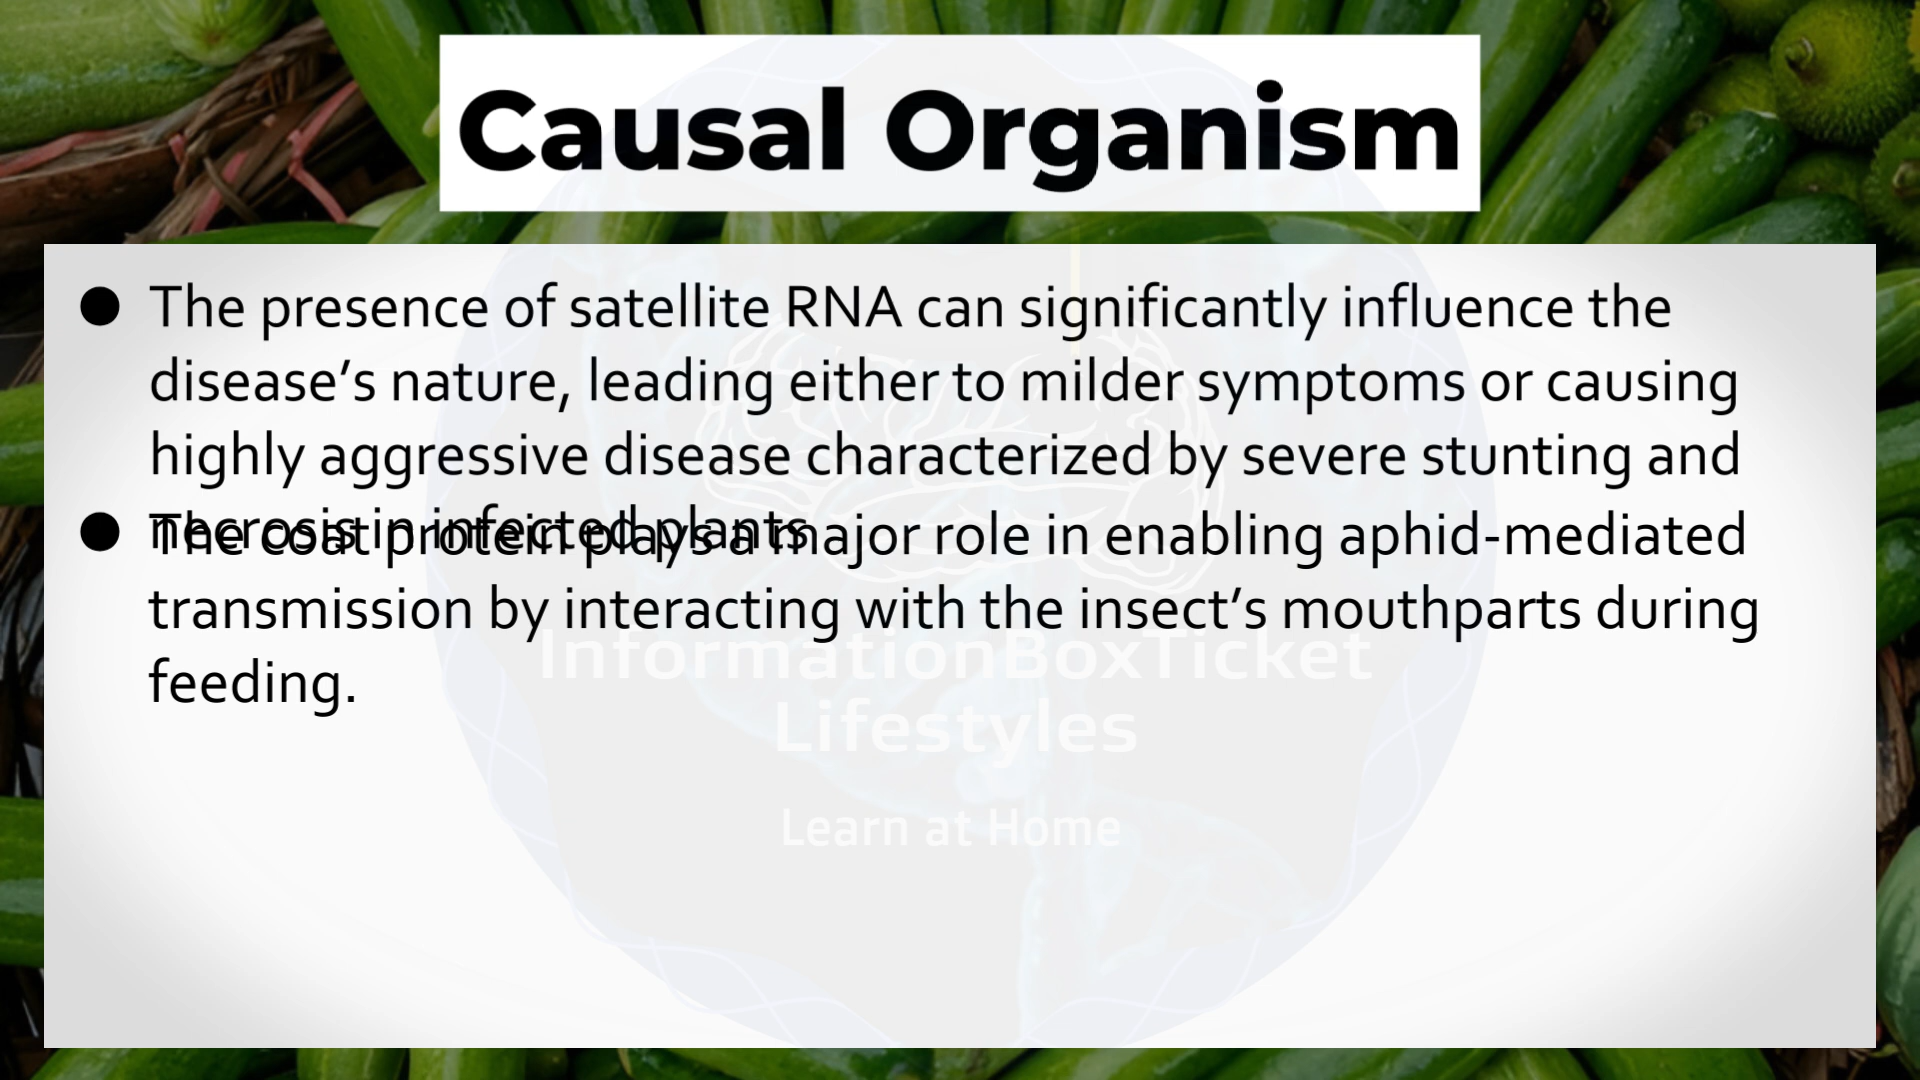 Causal Organism
● The presence of satellite RNA can significantly influence the
disease’s nature, leading either to milder symptoms or causing
highly aggressive disease characterized by severe stunting and
necrosis in infected plants
● The coat protein plays a major role in enabling aphid-mediated
transmission by interacting with the insect’s mouthparts during
feeding.
InformationBoxTicket
Lifestyles
Learn at Home